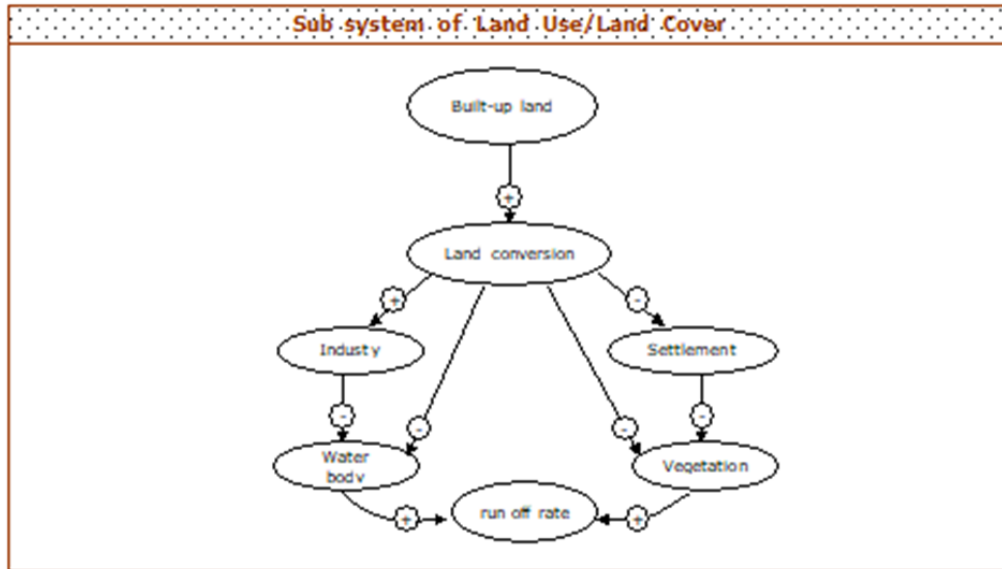 Sub system of Land Use/Land Cover
Built-up land
+
Land conversion
+
-
Industy
Settlement
-
-
-
-
Water
body
Vegetation
run off rate
+
+